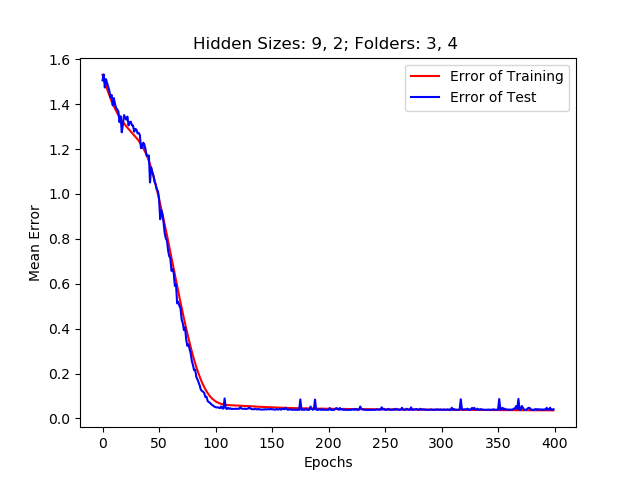 Hidden Sizes: 9, 2; Folders: 3, 4
Error of Training
Error of Test
Mean Error
1.6
1.4
1.2
1.0
0.8
0.6
0.4
0.2
0.0
0 50 100 150 200 250 300 350 400
Epochs